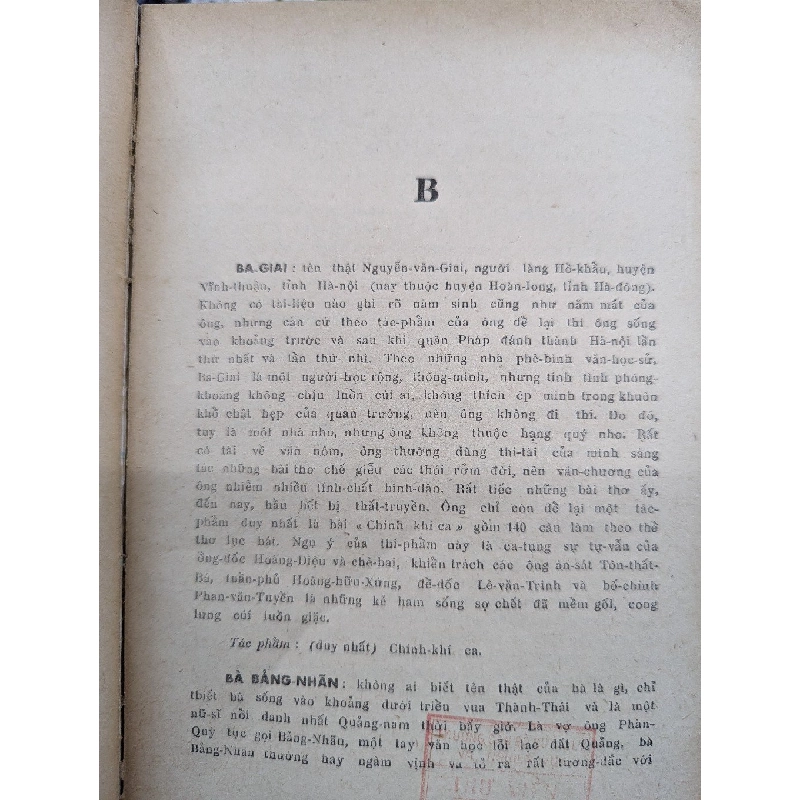 B
BA-GIAI : tên thật Nguyễn-văn-Giai, người làng Hồ-khẩu, huyện
Vĩnh-thuận, tỉnh Hà-nội (nay thuộc huyện Hoàn-long, tỉnh Hà-đông).
Không có tài-liệu nào ghi rõ năm sinh cũng như năm mất của
ông, nhưng căn cứ theo tác-phẩm của ông để lại thì ông sống
vào khoảng trước và sau khi quân Pháp đánh thành Hà-nội lần
thứ nhất và lần thứ nhì. Theo những nhà phê-bình văn-học-sử,
Ba-Giai là một người học rộng, thông-minh, nhưng tính tình phóng-
khoáng không chịu luồn cúi ai, không thích ép mình trong khuôn
khổ chật hẹp của quan trường, nên ông không đi thi. Do đó,
tuy là một nhà nho, nhưng ông không thuộc hạng quý nho. Rất
có tài về văn nôm, ông thường dùng thi-tài của mình sáng
tác những bài thơ chế giễu các thói rởm đời, nên văn-chương của
ông nhiễm nhiều tính-chất bình-dân. Rất tiếc những bài thơ ấy,
đến nay, hầu hết bị thất-truyền. Ông chỉ còn để lại một tác-
phẩm duy nhất là bài « Chính khí ca » gồm 140 câu làm theo thể
thơ lục bát. Ngụ ý của thi-phẩm này là ca-tụng sự tự-vẫn của
ông-đốc Hoàng-Diệu và chê-bai, khiển trách các ông án-sát Tôn-thất-
Bá, tuần-phủ Hoàng-hữu-Xứng, đề-đốc Lê-văn-Trinh và bố-chính
Phan-văn-Tuyển là những kẻ ham sống sợ chết đã mềm gối, cong
lưng cúi luồn giặc.
Tác phẩm : (duy nhất) Chính-khí ca.
BÀ BẢNG-NHÃN : không ai biết tên thật của bà là gì, chỉ
biết bà sống vào khoảng dưới triều vua Thành-Thái và là một
nữ-sĩ nổi danh nhất Quảng-nam thời bấy giờ. Là vợ ông Phan-
Quỳ tục gọi Bảng-Nhãn, một tay văn học lỗi lạc đất Quảng, bà
Bảng-Nhãn thường hay ngâm vịnh và tỏ ra rất tương-đắc với